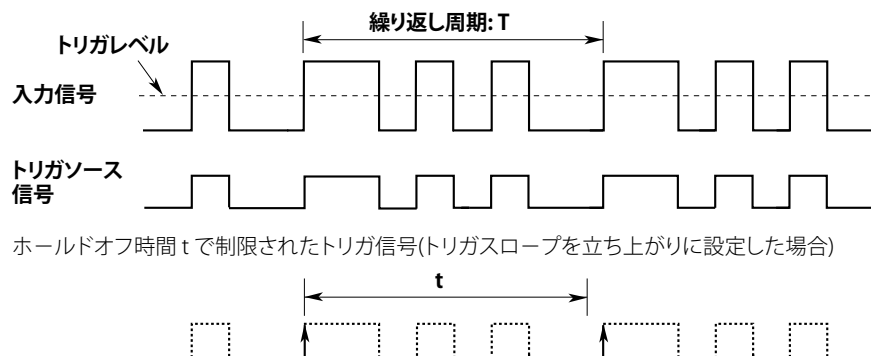 繰り返し周期: T
トリガレベル
入力信号
トリガソース
信号
ホールドオフ時間 t で制限されたトリガ信号(トリガスロープを立ち上がりに設定した場合)
t